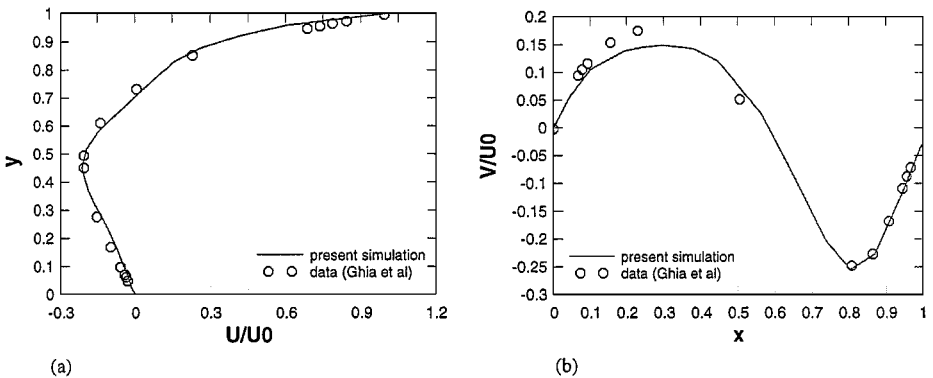 1
0.9
0.8
0.7
0.6
0.5
0.4
0.3
0.2
0.1
0
y
-0.3
0
0.3
0.6
0.9
1.2
U/U0
present simulation
data (Ghia et al)
(a)
0.2
0.15
0.1
0.05
0
-0.05
-0.1
-0.15
-0.2
-0.25
-0.3
V/U0
0 0.1 0.2 0.3 0.4 0.5 0.6 0.7 0.8 0.9 1
x
present simulation
data (Ghia et al)
(b)